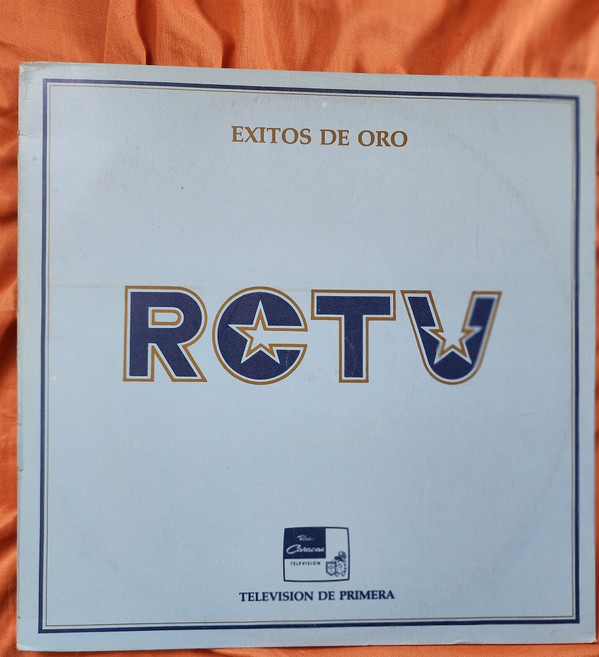 EXITOS DE ORO
RCTV
Radio
Caracas
TELEVISION
TELEVISION DE PRIMERA